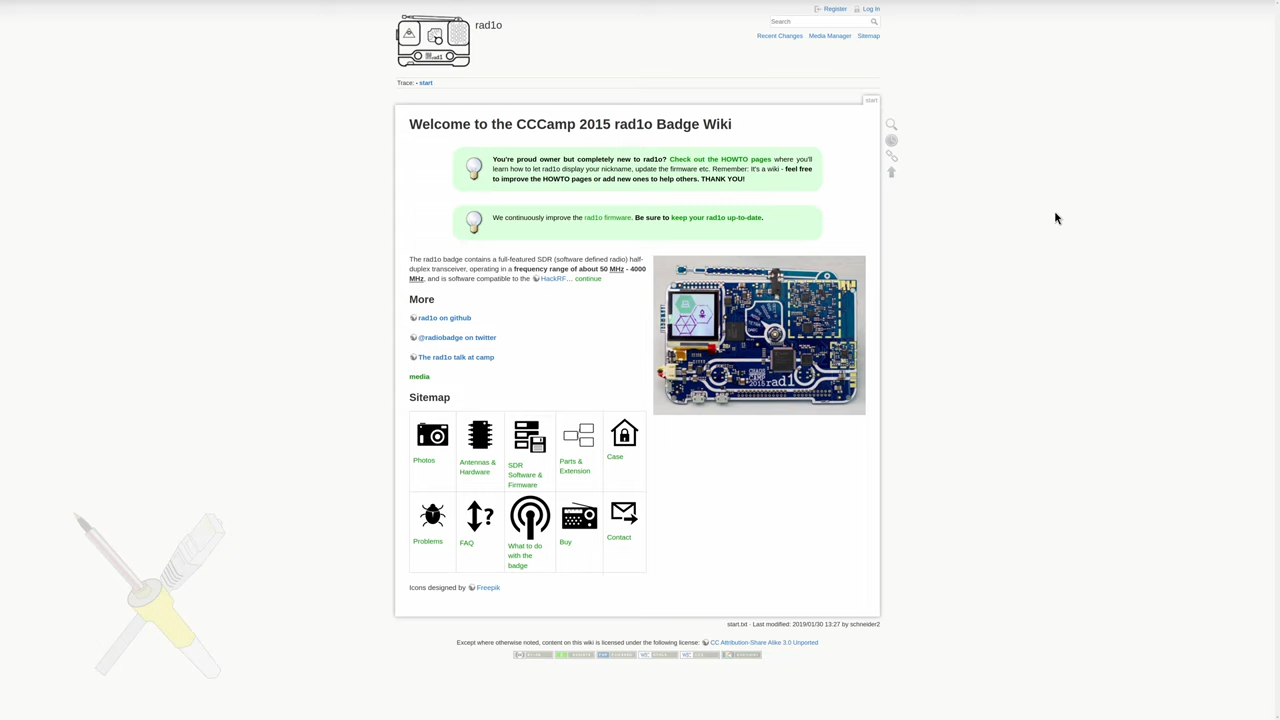 Register Log In
rad1o
Search
Recent Changes Media Manager Sitemap
Trace: • start
start
Welcome to the CCCamp 2015 rad1o Badge Wiki
You're proud owner but completely new to rad1o? Check out the HOWTO pages where you'll
learn how to let rad1o display your nickname, update the firmware etc. Remember: It's a wiki - feel free
to improve the HOWTO pages or add new ones to help others. THANK YOU!
We continuously improve the rad1o firmware. Be sure to keep your rad1o up-to-date.
The rad1o badge contains a full-featured SDR (software defined radio) half-
duplex transceiver, operating in a frequency range of about 50 MHz - 4000
MHz, and is software compatible to the HackRF… continue
More
rad1o on github
@radiobadge on twitter
The rad1o talk at camp
media
CHAOS
CAMP
2015 rad1
Sitemap
Photos
Antennas &
Hardware
SDR
Software &
Firmware
Parts &
Extension
Case
Problems
FAQ
What to do
with the
badge
Buy
Contact
Icons designed by Freepik
start.txt · Last modified: 2019/01/30 13:27 by schneider2
Except where otherwise noted, content on this wiki is licensed under the following license: CC Attribution-Share Alike 3.0 Unported